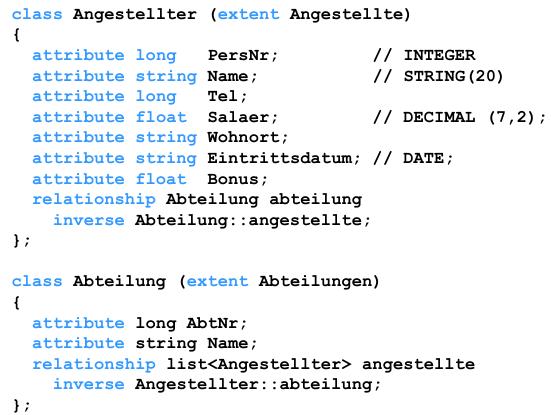 class Angestellter (extent Angestellte)
{
  attribute long   PersNr;         // INTEGER
  attribute string Name;           // STRING(20)
  attribute long   Tel;
  attribute float  Salaer;         // DECIMAL (7,2);
  attribute string Wohnort;
  attribute string Eintrittsdatum; // DATE;
  attribute float  Bonus;
  relationship Abteilung abteilung
    inverse Abteilung::angestellte;
};

class Abteilung (extent Abteilungen)
{
  attribute long AbtNr;
  attribute string Name;
  relationship list<Angestellter> angestellte
    inverse Angestellter::abteilung;
};